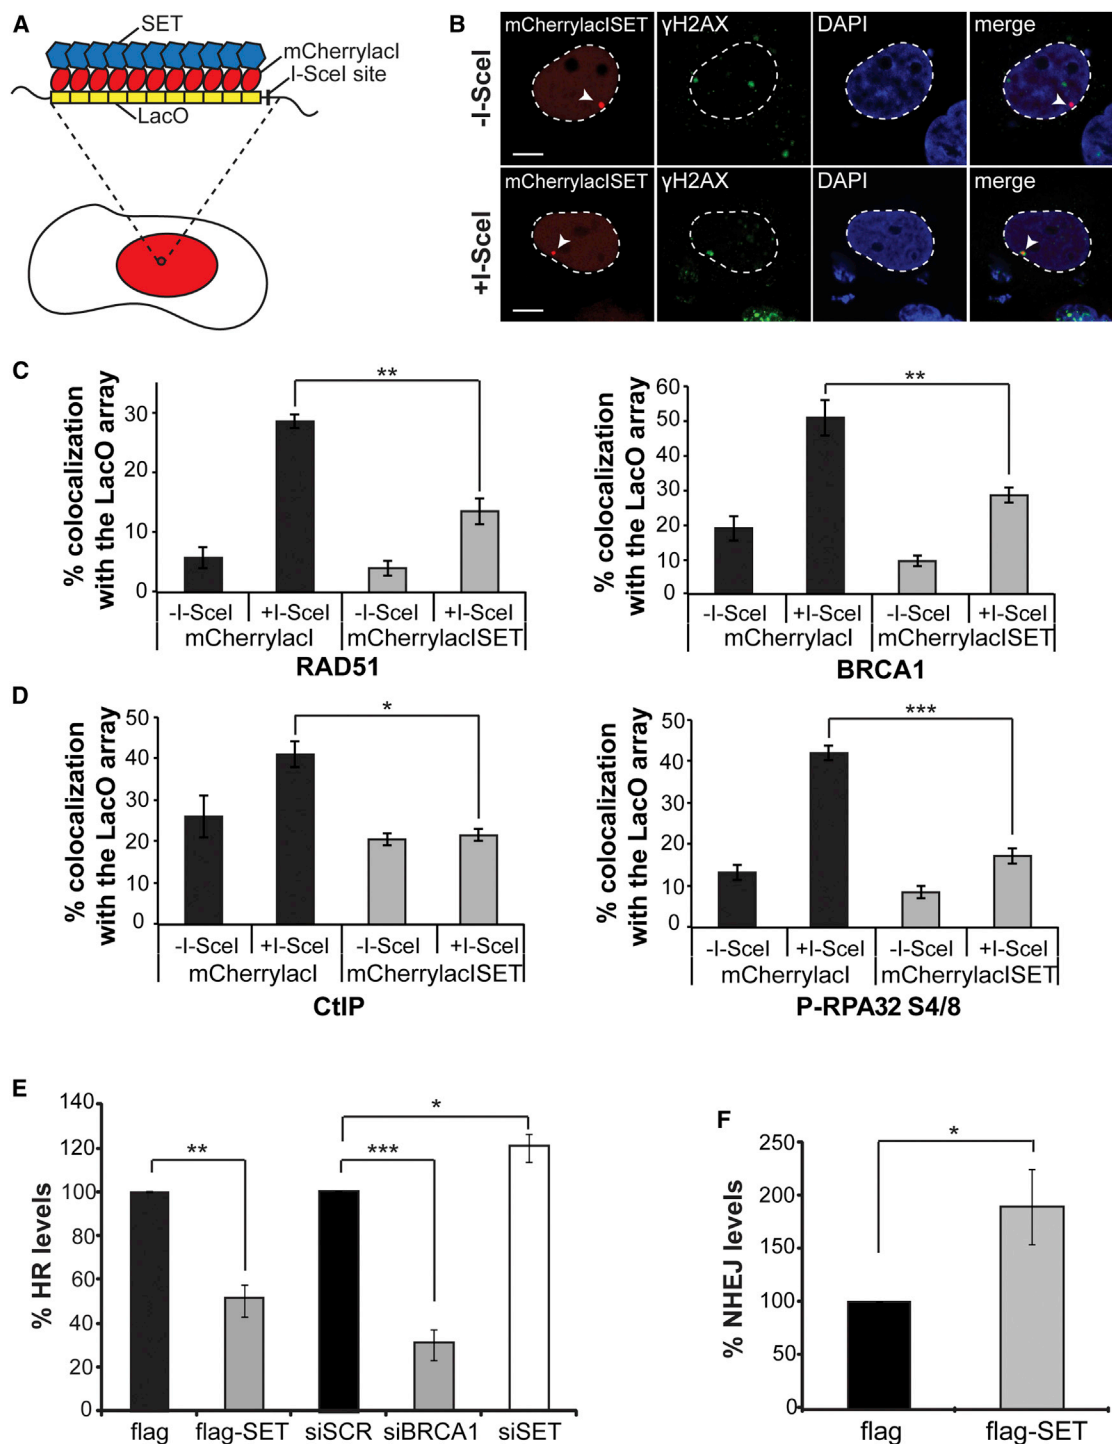 A
SET
mCherrylacI
I-SceI site
LacO
B
mCherrylacISET
γH2AX
DAPI
merge
-I-SceI
mCherrylacISET
γH2AX
DAPI
merge
+I-SceI
C
% colocalization
with the LacO array
30
20
10
0
**
-I-SceI
+I-SceI
-I-SceI
+I-SceI
mCherrylacI
mCherrylacISET
RAD51
% colocalization
with the LacO array
60
50
40
30
20
10
0
**
-I-SceI
+I-SceI
-I-SceI
+I-SceI
mCherrylacI
mCherrylacISET
BRCA1
D
% colocalization
with the LacO array
50
40
30
20
10
0
*
-I-SceI
+I-SceI
-I-SceI
+I-SceI
mCherrylacI
mCherrylacISET
CtIP
% colocalization
with the LacO array
50
40
30
20
10
0
***
-I-SceI
+I-SceI
-I-SceI
+I-SceI
mCherrylacI
mCherrylacISET
P-RPA32 S4/8
E
% HR levels
140
120
100
80
60
40
20
0
**
***
*
flag
flag-SET
siSCR
siBRCA1
siSET
F
% NHEJ levels
250
200
150
100
50
0
*
flag
flag-SET